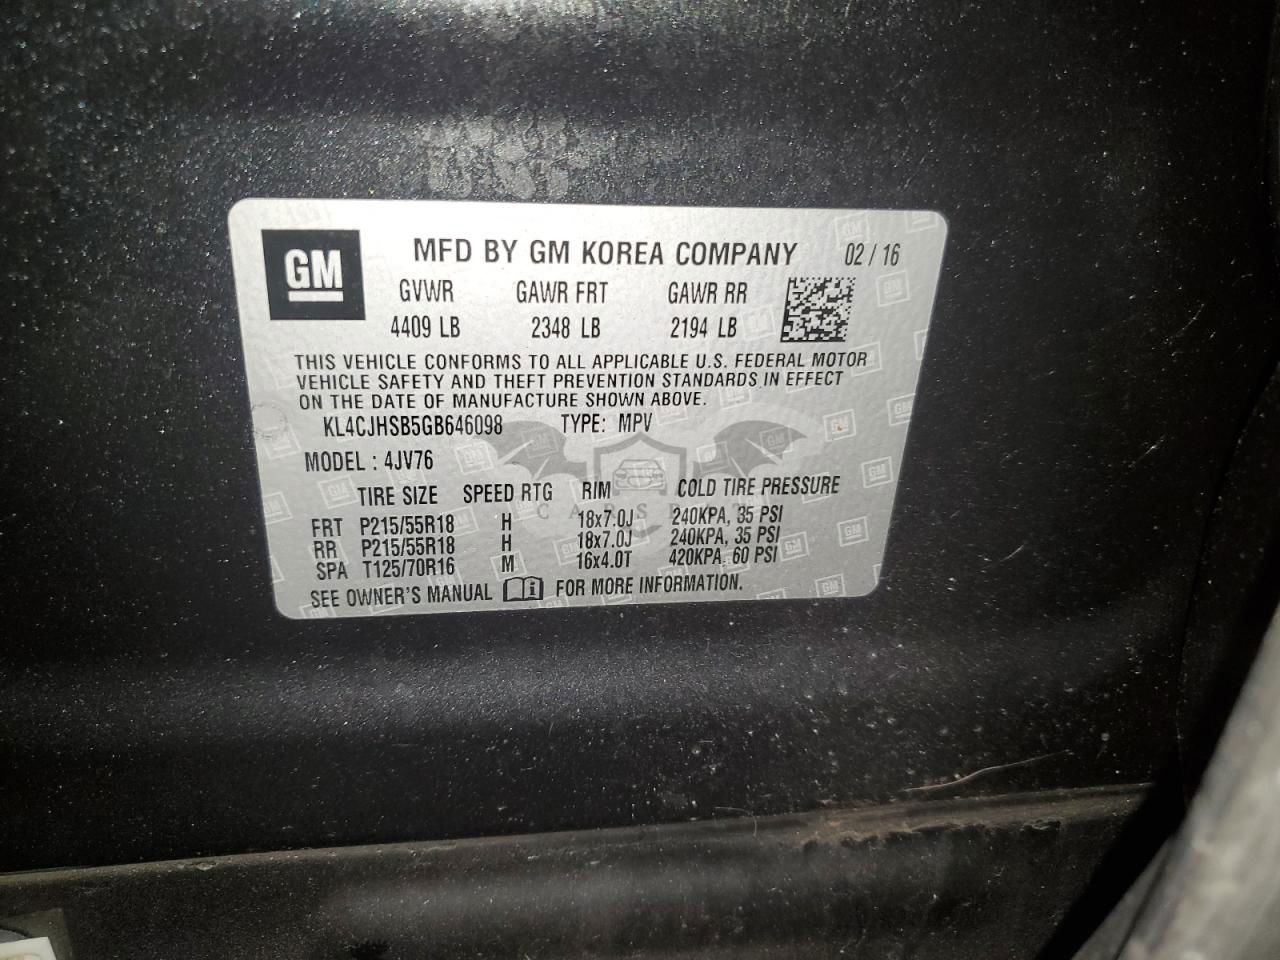 GM
MFD BY GM KOREA COMPANY 02 / 16
GVWR GAWR FRT GAWR RR
4409 LB 2348 LB 2194 LB
THIS VEHICLE CONFORMS TO ALL APPLICABLE U.S. FEDERAL MOTOR
VEHICLE SAFETY AND THEFT PREVENTION STANDARDS IN EFFECT
ON THE DATE OF MANUFACTURE SHOWN ABOVE.
KL4CJHSB5GB646098 TYPE: MPV
MODEL : 4JV76
TIRE SIZE SPEED RTG RIM COLD TIRE PRESSURE
FRT P215/55R18 H 18x7.0J 240KPA, 35 PSI
RR P215/55R18 H 18x7.0J 240KPA, 35 PSI
SPA T125/70R16 M 16x4.0T 420KPA, 60 PSI
SEE OWNER'S MANUAL FOR MORE INFORMATION.